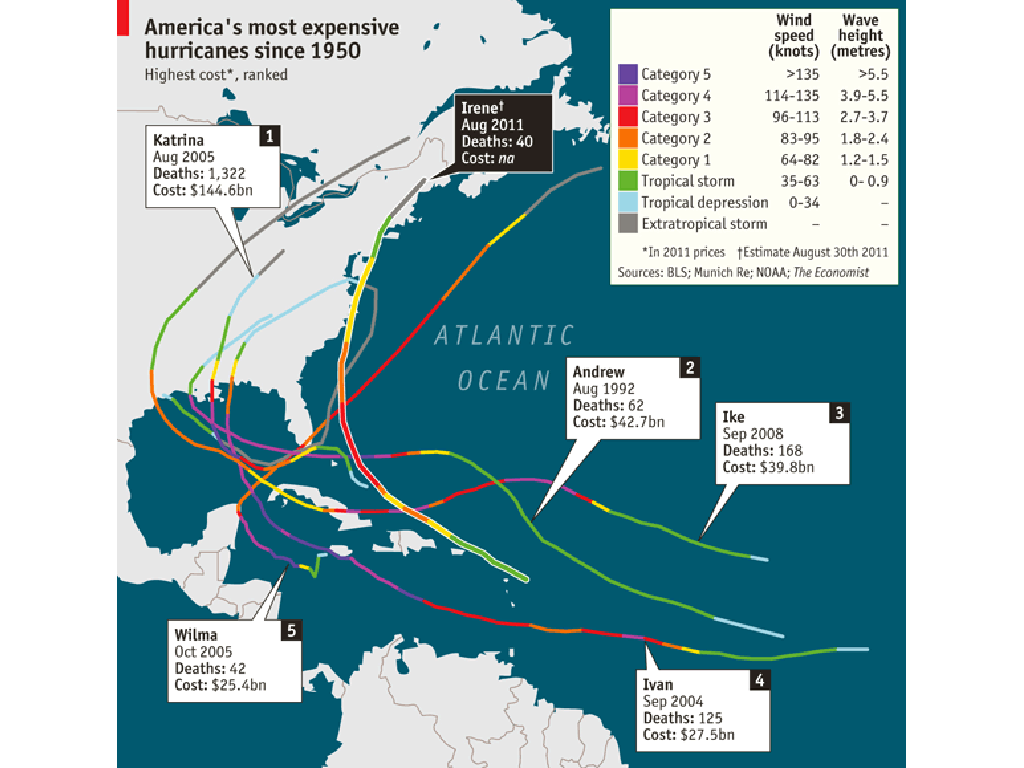 America's most expensive
hurricanes since 1950
Highest cost*, ranked
Wind speed (knots)
Wave height (metres)
Category 5 >135 >5.5
Category 4 114-135 3.9-5.5
Category 3 96-113 2.7-3.7
Category 2 83-95 1.8-2.4
Category 1 64-82 1.2-1.5
Tropical storm 35-63 0-0.9
Tropical depression 0-34 –
Extratropical storm – –
*In 2011 prices †Estimate August 30th 2011
Sources: BLS; Munich Re; NOAA; The Economist
Irene†
Aug 2011
Deaths: 40
Cost: na
1
Katrina
Aug 2005
Deaths: 1,322
Cost: $144.6bn
ATLANTIC
OCEAN
2
Andrew
Aug 1992
Deaths: 62
Cost: $42.7bn
3
Ike
Sep 2008
Deaths: 168
Cost: $39.8bn
5
Wilma
Oct 2005
Deaths: 42
Cost: $25.4bn
4
Ivan
Sep 2004
Deaths: 125
Cost: $27.5bn